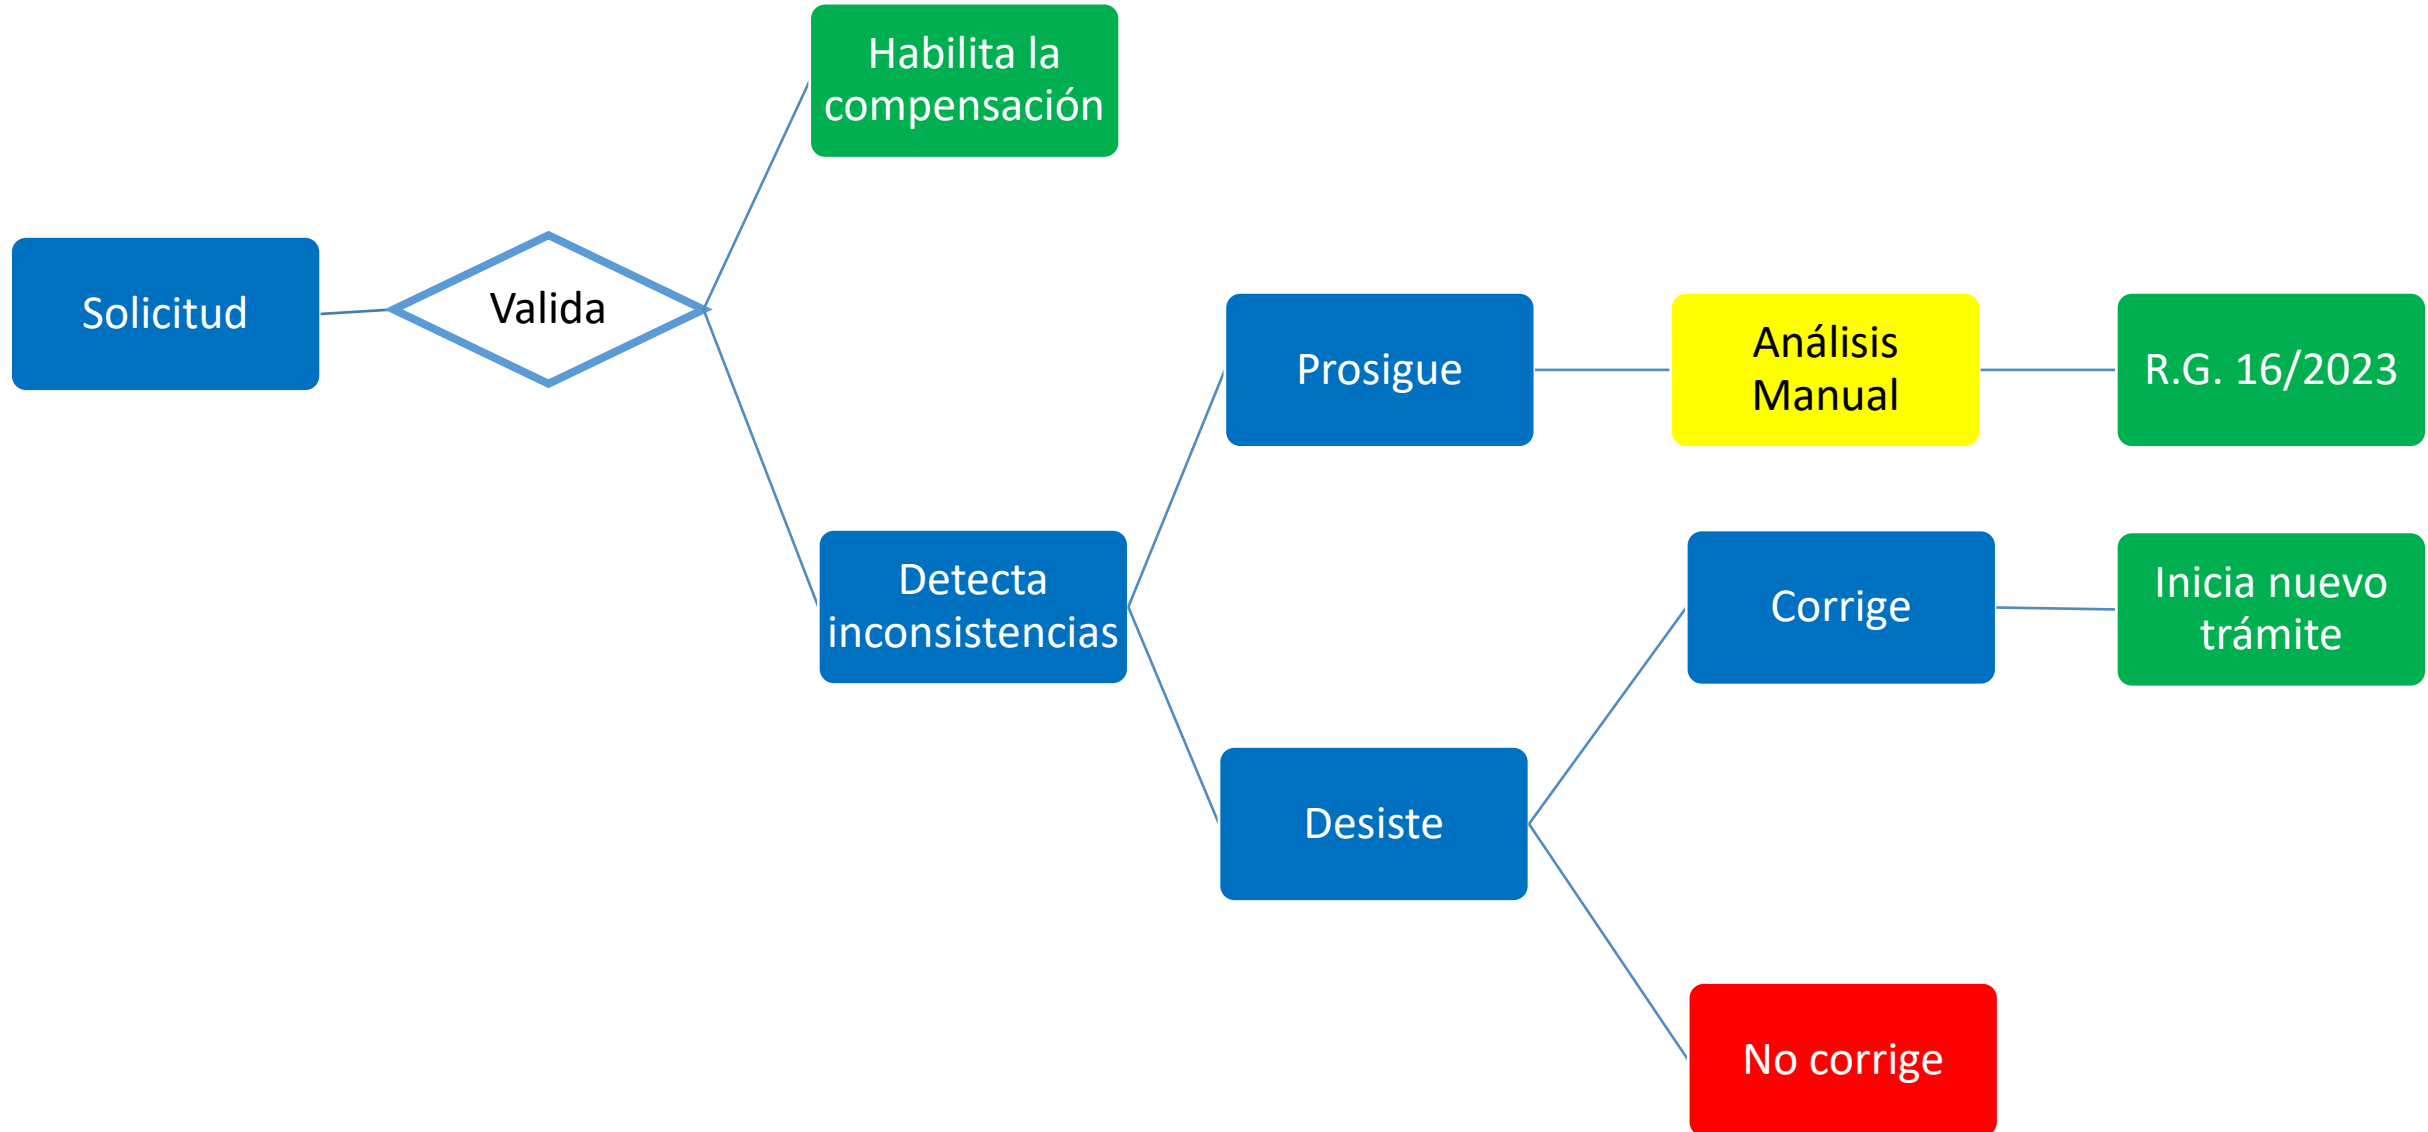 Habilita la
compensación
Solicitud
Valida
Prosigue
Análisis
Manual
R.G. 16/2023
Detecta
inconsistencias
Corrige
Inicia nuevo
trámite
Desiste
No corrige